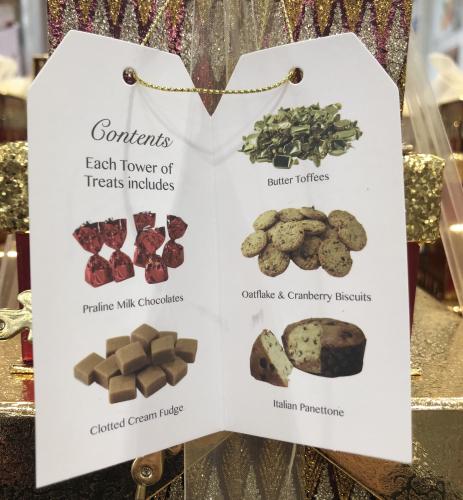 Contents
Each Tower of
Treats includes
Praline Milk Chocolates
Clotted Cream Fudge
Butter Toffees
Oatflake & Cranberry Biscuits
Italian Panettone